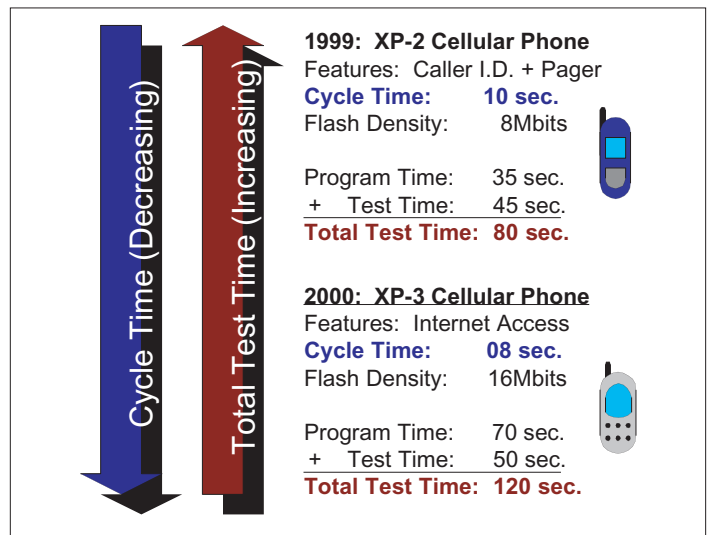 Cycle Time (Decreasing)
Total Test Time (Increasing)
1999: XP-2 Cellular Phone
Features: Caller I.D. + Pager
Cycle Time: 10 sec.
Flash Density: 8Mbits
Program Time: 35 sec.
+ Test Time: 45 sec.
Total Test Time: 80 sec.
2000: XP-3 Cellular Phone
Features: Internet Access
Cycle Time: 08 sec.
Flash Density: 16Mbits
Program Time: 70 sec.
+ Test Time: 50 sec.
Total Test Time: 120 sec.